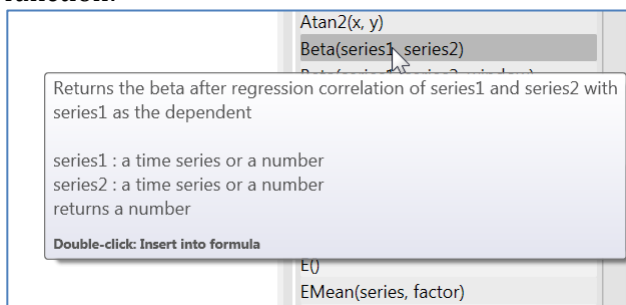 Atan2(x, y)
Beta(series1, series2)
Returns the beta after regression correlation of series1 and series2 with
series1 as the dependent
series1 : a time series or a number
series2 : a time series or a number
returns a number
Double-click: Insert into formula
E()
EMean(series, factor)